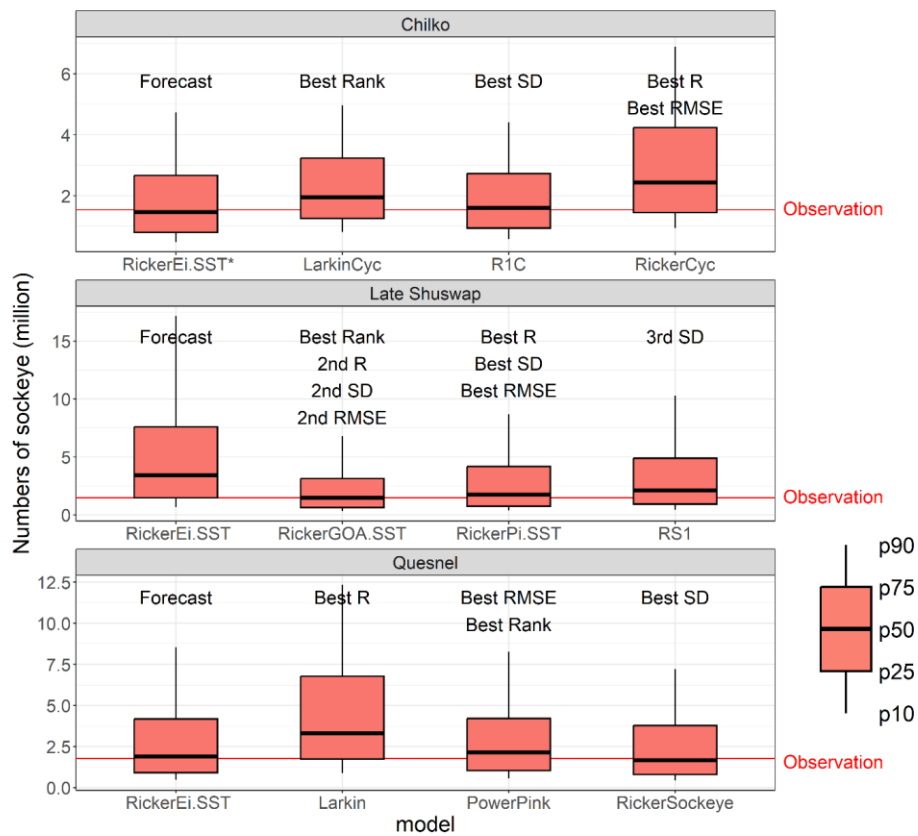 Chilko
Forecast Best Rank Best SD Best R
Best RMSE
6
4
2
Observation
RickerEi.SST* LarkinCyc R1C RickerCyc
Late Shuswap
Forecast Best Rank Best R 3rd SD
2nd R Best SD
2nd SD Best RMSE
2nd RMSE
15
10
5
0
Observation
RickerEi.SST RickerGOA.SST RickerPi.SST RS1
Quesnel
Forecast Best R Best RMSE Best SD
Best Rank
12.5
10.0
7.5
5.0
2.5
0.0
Observation
RickerEi.SST Larkin PowerPink RickerSockeye
model
Numbers of sockeye (million)
p90
p75
p50
p25
p10